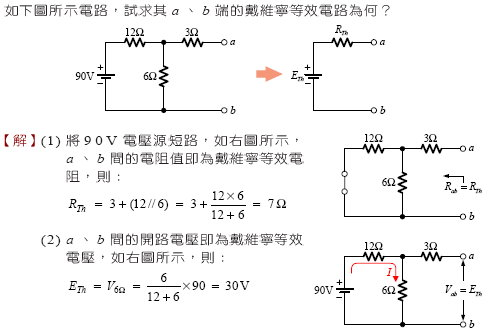 如下圖所示電路，試求其 a 、 b 端的戴維寧等效電路為何？
12Ω 3Ω a
90V 6Ω b
R_Th a
E_Th b
【解】(1) 將 90 V 電壓源短路，如右圖所示，
a 、 b 間的電阻值即為戴維寧等效電
阻，則：
R_Th = 3 + (12//6) = 3 + 12×6/12+6 = 7 Ω
12Ω 3Ω a
6Ω R_ab = R_Th
b
(2) a 、 b 間的開路電壓即為戴維寧等效
電壓，如右圖所示，則：
E_Th = V_6Ω = 6/12+6 ×90 = 30 V
12Ω 3Ω a
I
90V 6Ω V_ab = E_Th
b